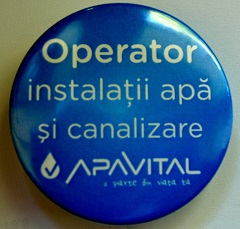 Operator
instalații apă
și canalizare
APAVITAL
o parte din viața ta